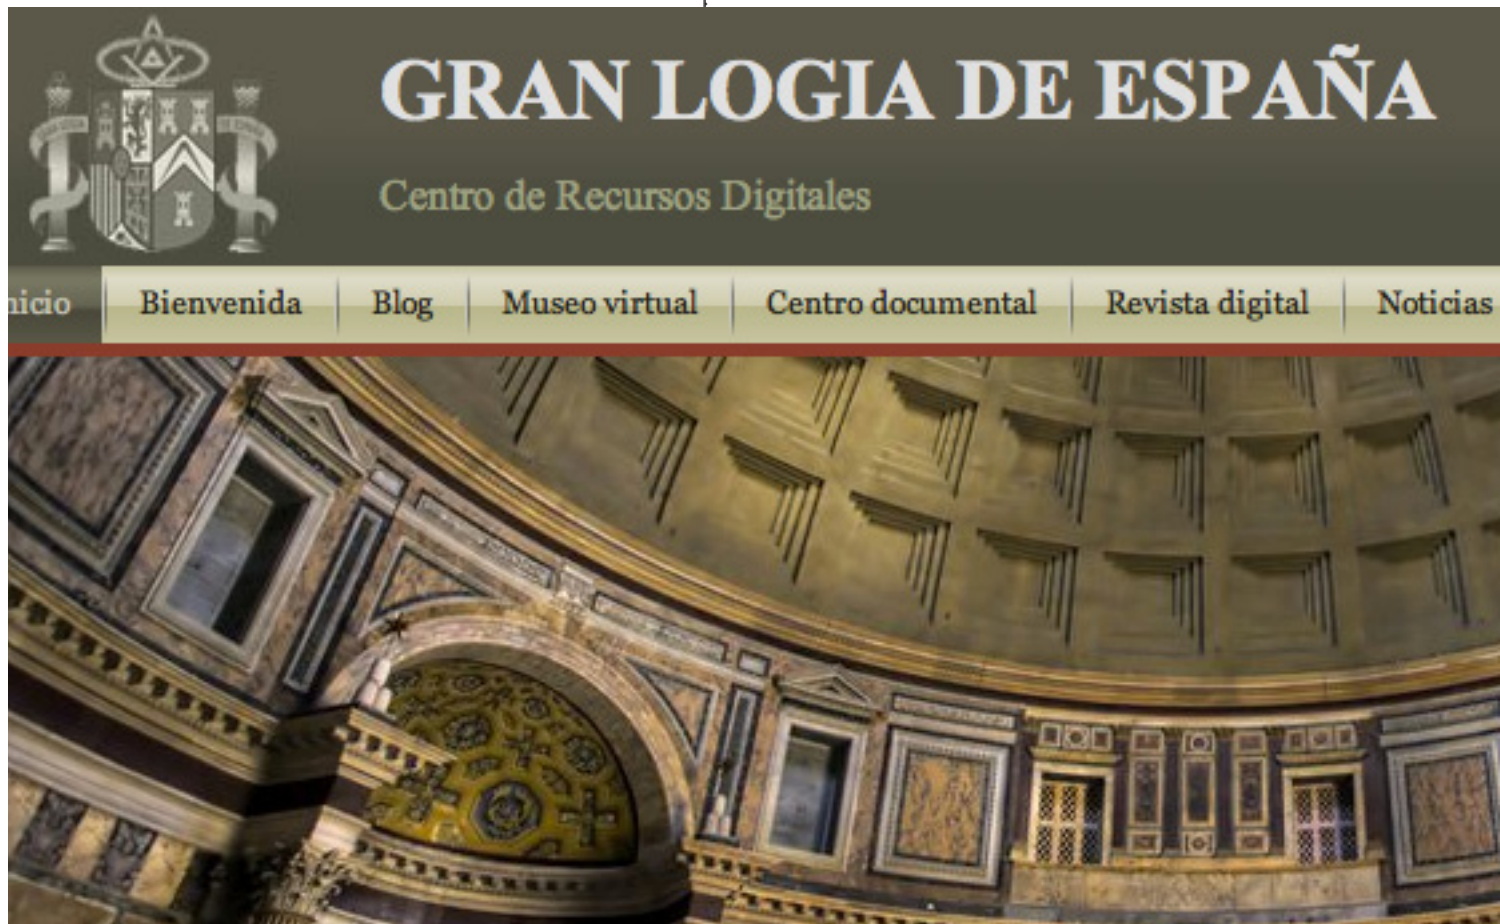 GRAN LOGIA DE ESPAÑA
Centro de Recursos Digitales
nicio Bienvenida Blog Museo virtual Centro documental Revista digital Noticias